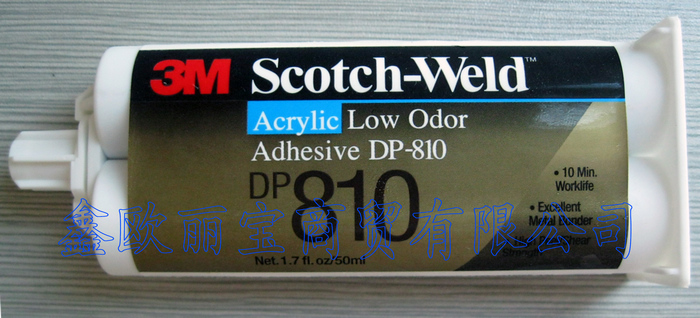 3M Scotch-Weld™
Acrylic Low Odor
Adhesive DP-810
DP 810
• 10 Min.
Worklife
• Excellent
Metal Bonder
Shear
Net. 1.7 fl. oz/50ml
鑫欧丽宝商贸有限公司